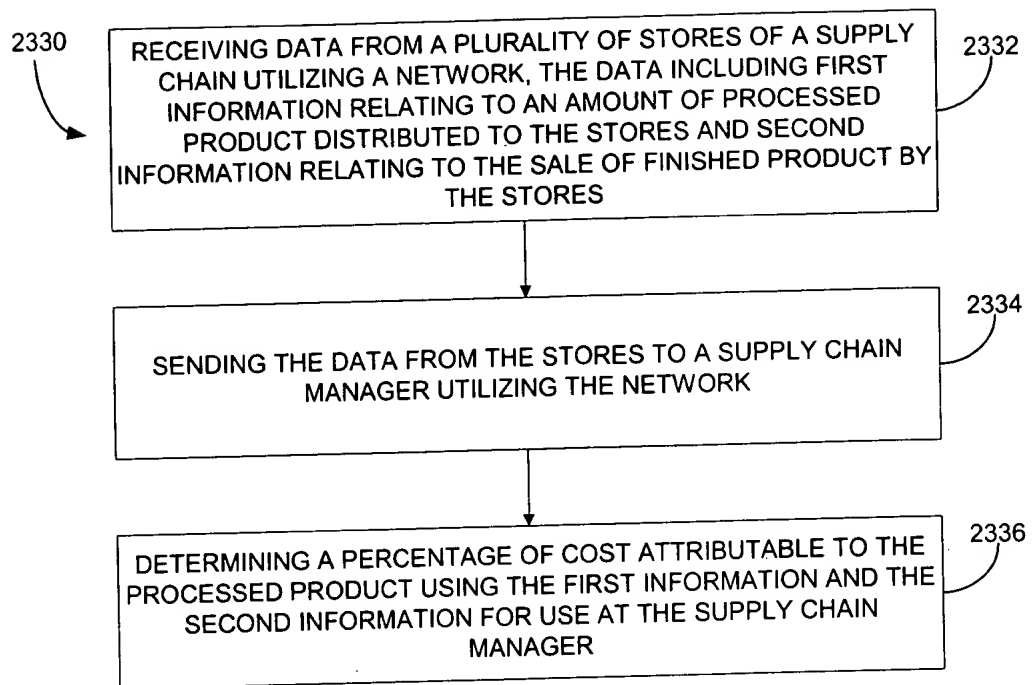 2330
RECEIVING DATA FROM A PLURALITY OF STORES OF A SUPPLY
CHAIN UTILIZING A NETWORK, THE DATA INCLUDING FIRST
INFORMATION RELATING TO AN AMOUNT OF PROCESSED
PRODUCT DISTRIBUTED TO THE STORES AND SECOND
INFORMATION RELATING TO THE SALE OF FINISHED PRODUCT BY
THE STORES
2332
SENDING THE DATA FROM THE STORES TO A SUPPLY CHAIN
MANAGER UTILIZING THE NETWORK
2334
DETERMINING A PERCENTAGE OF COST ATTRIBUTABLE TO THE
PROCESSED PRODUCT USING THE FIRST INFORMATION AND THE
SECOND INFORMATION FOR USE AT THE SUPPLY CHAIN
MANAGER
2336